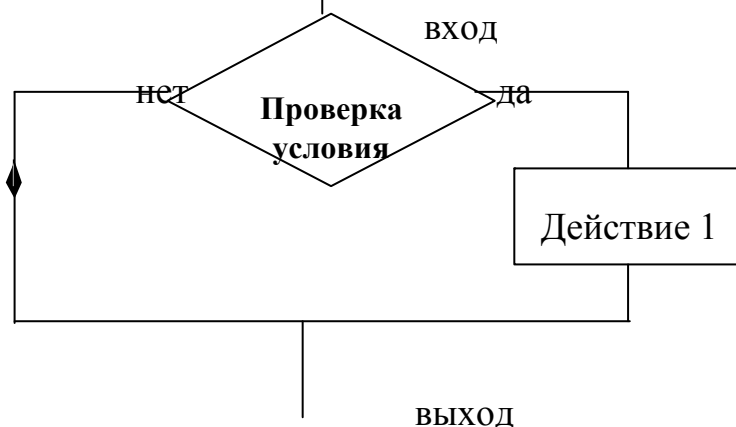 вход
нет
да
Проверка
условия
Действие 1
выход